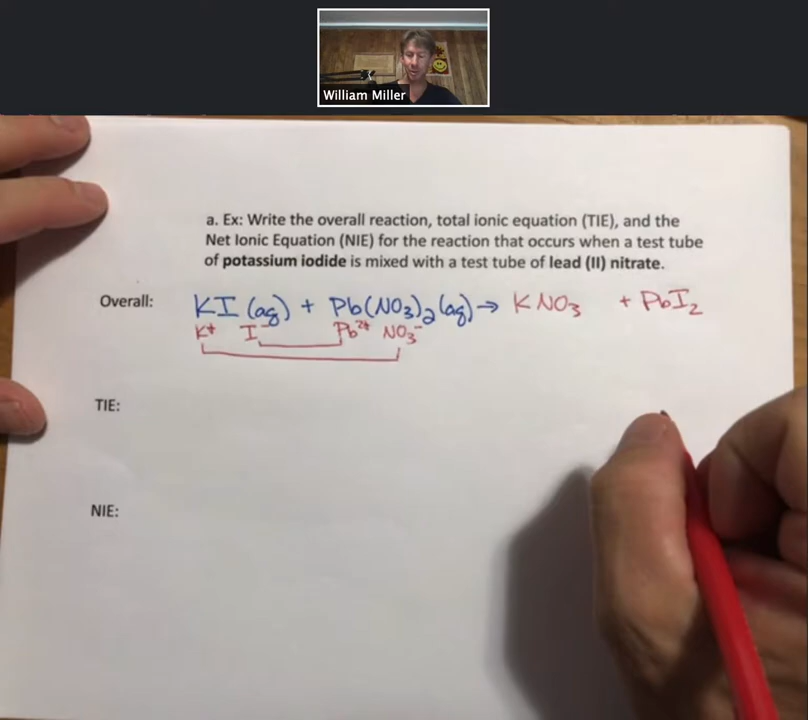 William Miller
a. Ex: Write the overall reaction, total ionic equation (TIE), and the
Net Ionic Equation (NIE) for the reaction that occurs when a test tube
of potassium iodide is mixed with a test tube of lead (II) nitrate.
Overall: KI (aq) + Pb(NO₃)₂ (aq) → KNO₃ + PbI₂
K⁺ I⁻ Pb²⁺ NO₃⁻
TIE:
NIE: